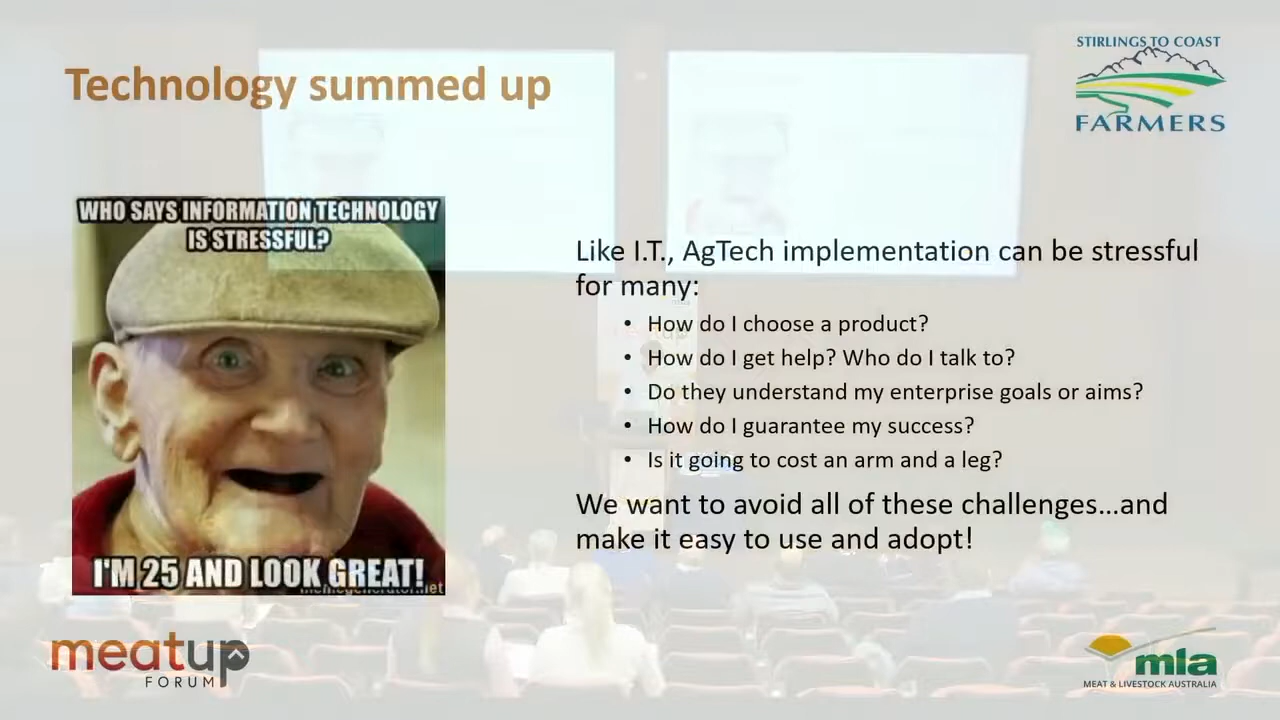 Technology summed up
STIRLINGS TO COAST
FARMERS
WHO SAYS INFORMATION TECHNOLOGY
IS STRESSFUL?
I'M 25 AND LOOK GREAT!
memegenerator.net
Like I.T., AgTech implementation can be stressful
for many:
• How do I choose a product?
• How do I get help? Who do I talk to?
• Do they understand my enterprise goals or aims?
• How do I guarantee my success?
• Is it going to cost an arm and a leg?
We want to avoid all of these challenges...and
make it easy to use and adopt!
meatup
FORUM
mla
MEAT & LIVESTOCK AUSTRALIA